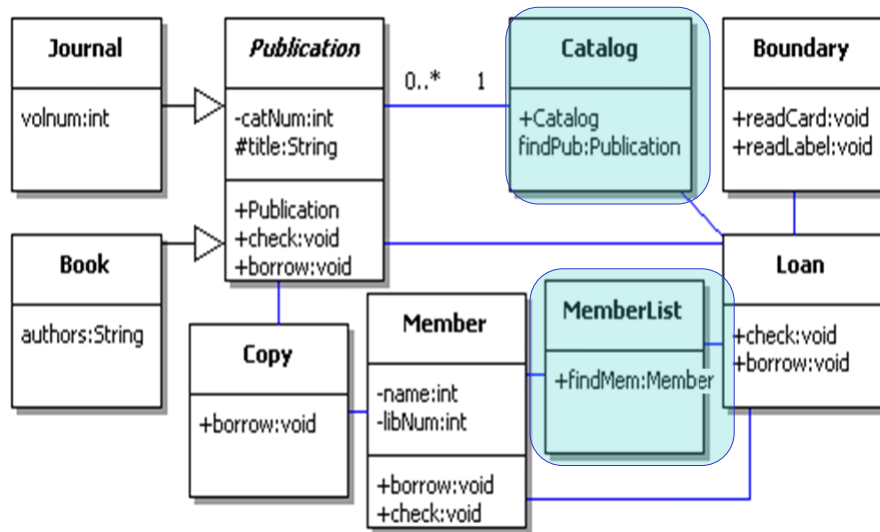 Journal
volnum:int
Publication
-catNum:int
#title:String
+Publication
+check:void
+borrow:void
0..* 1
Catalog
+Catalog
findPub:Publication
Boundary
+readCard:void
+readLabel:void
Book
authors:String
Copy
+borrow:void
Member
-name:int
-libNum:int
+borrow:void
+check:void
MemberList
+findMem:Member
Loan
+check:void
+borrow:void